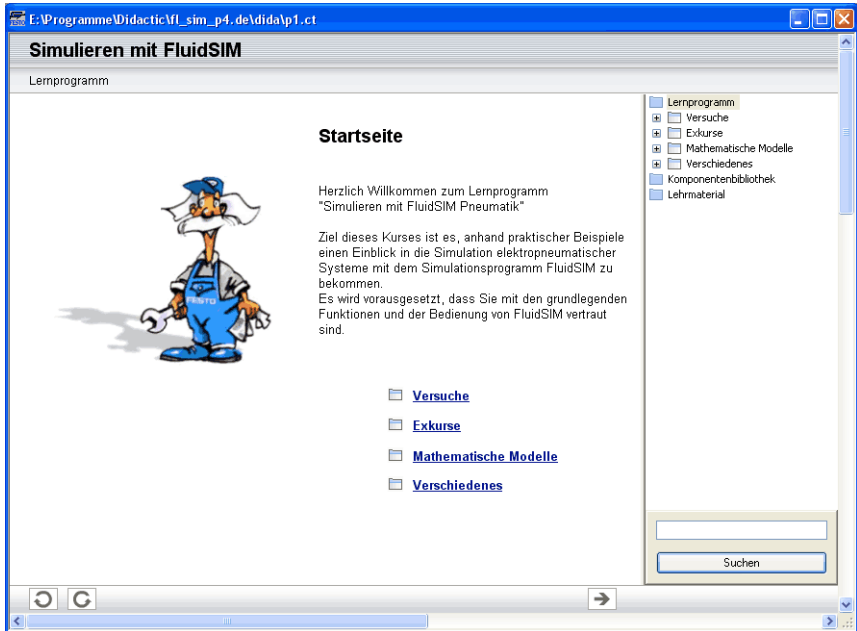 E:\Programme\Didactic\fl_sim_p4.de\dida\p1.ct
Simulieren mit FluidSIM
Lernprogramm
Startseite
Herzlich Willkommen zum Lernprogramm
"Simulieren mit FluidSIM Pneumatik"
Ziel dieses Kurses ist es, anhand praktischer Beispiele
einen Einblick in die Simulation elektropneumatischer
Systeme mit dem Simulationsprogramm FluidSIM zu
bekommen.
Es wird vorausgesetzt, dass Sie mit den grundlegenden
Funktionen und der Bedienung von FluidSIM vertraut
sind.
FESTO
Versuche
Exkurse
Mathematische Modelle
Verschiedenes
Lernprogramm
Versuche
Exkurse
Mathematische Modelle
Verschiedenes
Komponentenbibliothek
Lehrmaterial
Suchen